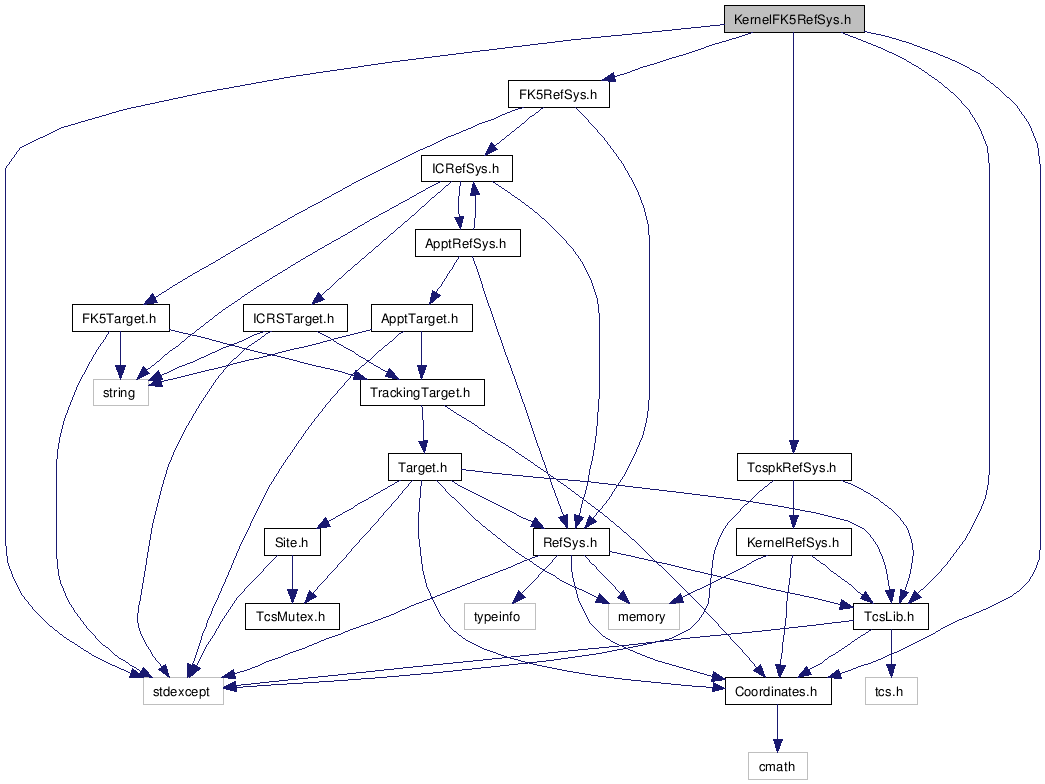 KernelFK5RefSys.h
FK5RefSys.h
ICRefSys.h
ApptRefSys.h
FK5Target.h
ICRSTarget.h
ApptTarget.h
string
TrackingTarget.h
Target.h
TcspkRefSys.h
Site.h
RefSys.h
KernelRefSys.h
TcsMutex.h
typeinfo
memory
TcsLib.h
stdexcept
Coordinates.h
tcs.h
cmath